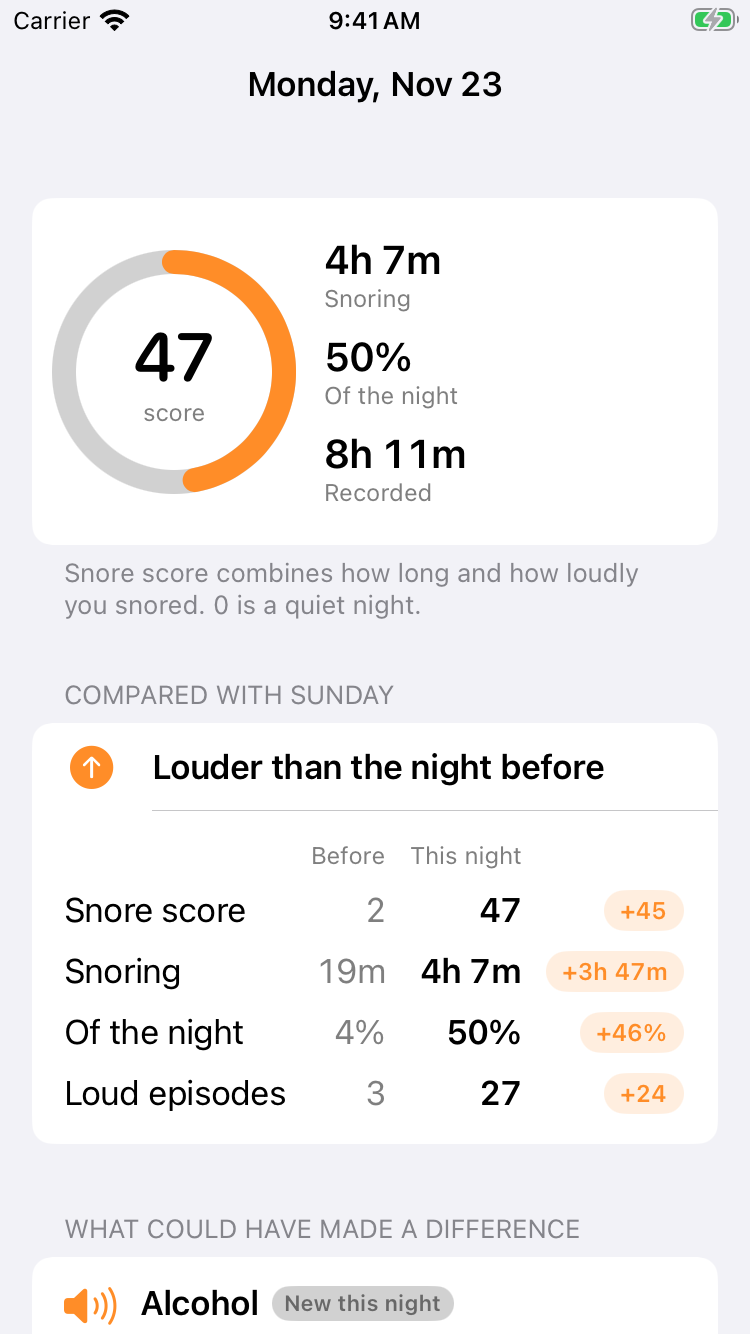 Carrier 9:41 AM
Monday, Nov 23
47
score
4h 7m
Snoring
50%
Of the night
8h 11m
Recorded
Snore score combines how long and how loudly
you snored. 0 is a quiet night.
COMPARED WITH SUNDAY
Louder than the night before
Before This night
Snore score 2 47 +45
Snoring 19m 4h 7m +3h 47m
Of the night 4% 50% +46%
Loud episodes 3 27 +24
WHAT COULD HAVE MADE A DIFFERENCE
Alcohol New this night